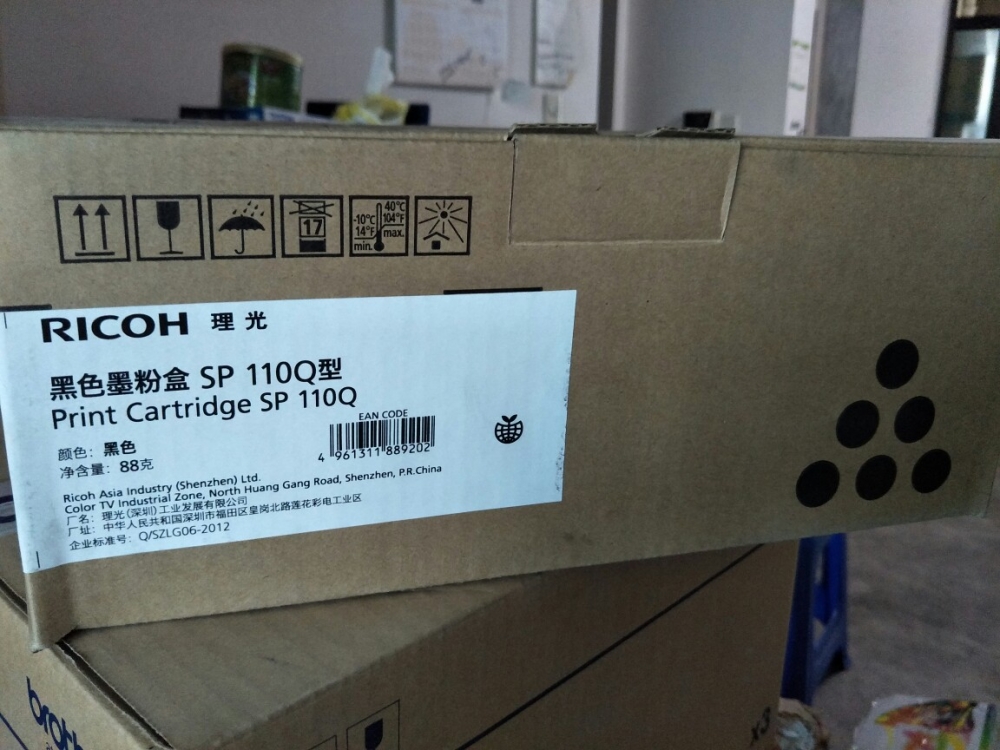 17
-10°C 40°C
14°F 104°F
min. max.
RICOH 理光
黑色墨粉盒 SP 110Q型
Print Cartridge SP 110Q
EAN CODE
4 961311 889202
颜色：黑色
净含量：88克
Ricoh Asia Industry (Shenzhen) Ltd.
Color TV Industrial Zone, North Huang Gang Road, Shenzhen, P.R.China
厂名：理光(深圳)工业发展有限公司
厂址：中华人民共和国深圳市福田区皇岗北路莲花彩电工业区
企业标准号：Q/SZLG06-2012
x3